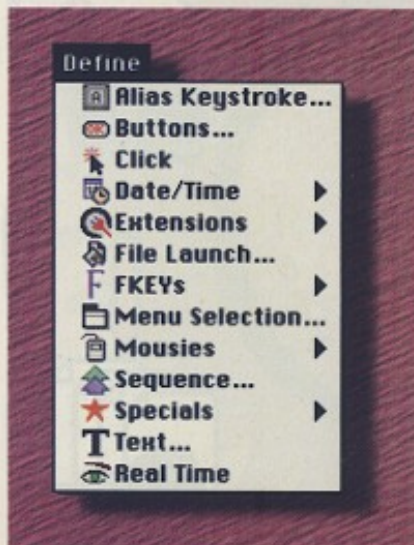 Define
Alias Keystroke...
Buttons...
Click
Date/Time
Extensions
File Launch...
FKEYs
Menu Selection...
Mousies
Sequence...
Specials
Text...
Real Time